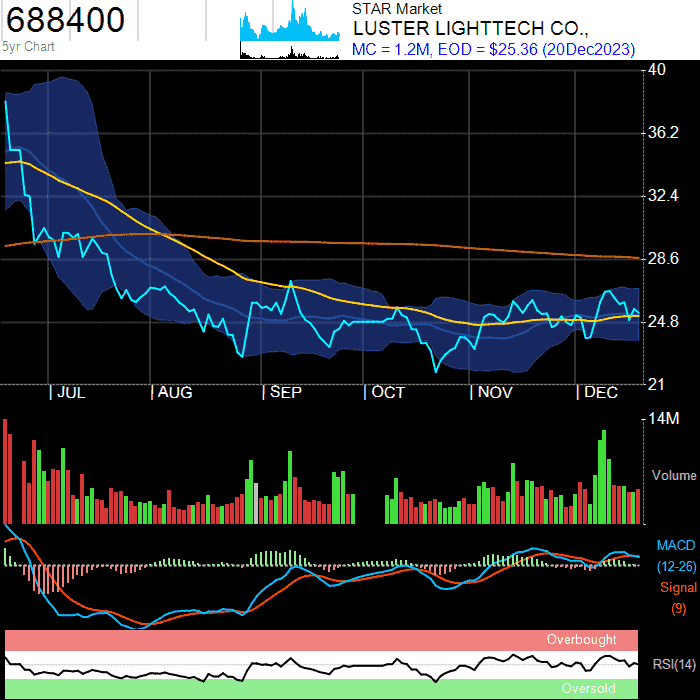 688400
5yr Chart
STAR Market
LUSTER LIGHTTECH CO.,
MC = 1.2M, EOD = $25.36 (20Dec2023)
40
36.2
32.4
28.6
24.8
21
| JUL
| AUG
| SEP
| OCT
| NOV
| DEC
14M
Volume
MACD
(12-26)
Signal
(9)
Overbought
RSI(14)
Oversold